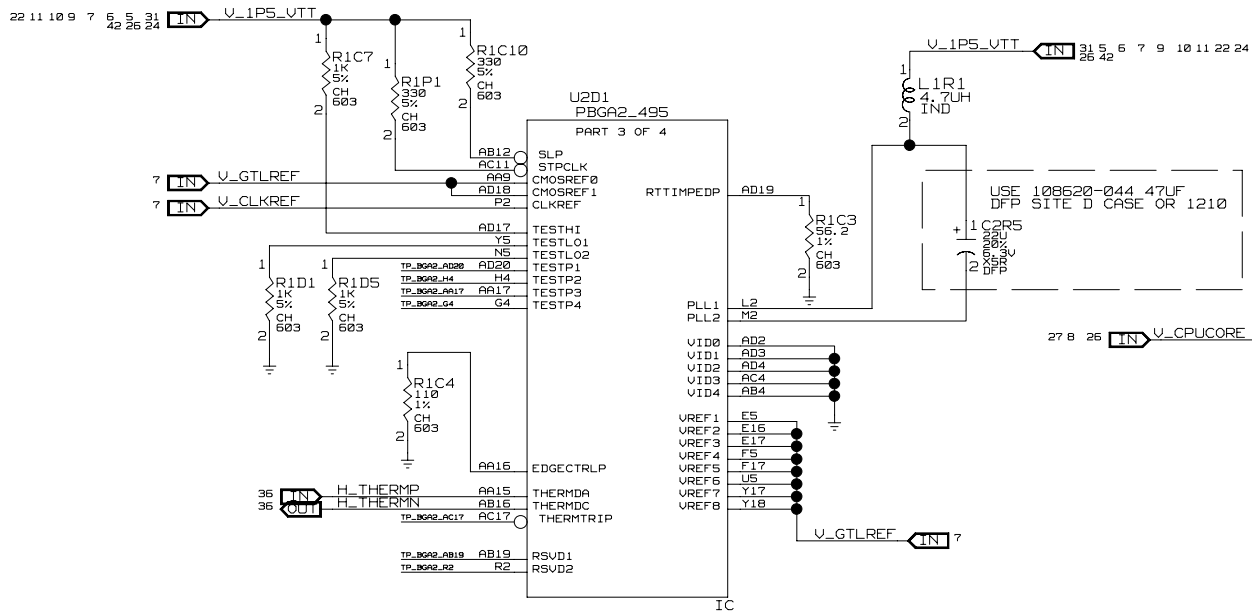 22 11 10 9 7 6 5 31
42 26 24
IN
V_1P5_VTT
1
R1C7
1K
5%
CH
603
2
1
R1P1
330
5%
CH
603
2
1
R1C10
330
5%
CH
603
2
U2D1
PBGA2_495
PART 3 OF 4
V_1P5_VTT
IN
31 5 6 7 9 10 11 22 24
26 42
1
L1R1
4.7UH
IND
2
AB12 SLP
AC11 STPCLK
7 IN V_GTLREF
AA9 CMOSREF0
AD18 CMOSREF1
7 IN V_CLKREF
P2 CLKREF
AD17 TESTHI
Y5 TESTLO1
N5 TESTLO2
TP_BGA2_AD20 AD20 TESTP1
TP_BGA2_H4 H4 TESTP2
TP_BGA2_AA17 AA17 TESTP3
TP_BGA2_G4 G4 TESTP4
1
R1D1
1K
5%
CH
603
2
1
R1D5
1K
5%
CH
603
2
RTTIMPEDP AD19
1
R1C3
56.2
1%
CH
603
2
USE 108620-044 47UF
DFP SITE D CASE OR 1210
+
1
C2R5
22U
20%
6.3V
X5R
DFP
2
PLL1 L2
PLL2 M2
VID0 AD2
VID1 AD3
VID2 AD4
VID3 AC4
VID4 AB4
27 8 26 IN V_CPUCORE
1
R1C4
110
1%
CH
603
2
VREF1 E5
VREF2 E16
VREF3 E17
VREF4 F5
VREF5 F17
VREF6 U5
VREF7 Y17
VREF8 Y18
AA16 EDGECTRLP
36 IN H_THERMP AA15 THERMDA
36 OUT H_THERMN AB16 THERMDC
TP_BGA2_AC17 AC17 THERMTRIP
V_GTLREF IN 7
TP_BGA2_AB19 AB19 RSVD1
TP_BGA2_R2 R2 RSVD2
IC